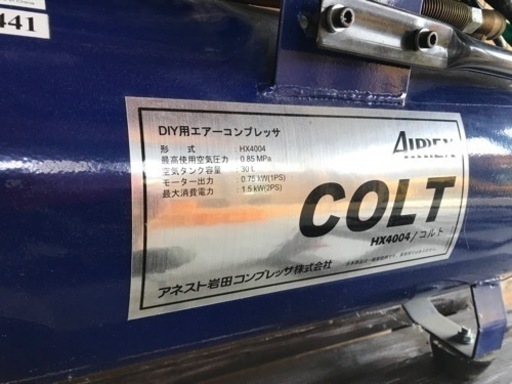 441
DIY用エアーコンプレッサ
形 式 : HX4004
最高使用空気圧力 : 0.85 MPa
空気タンク容量 : 30 L
モーター出力 : 0.75 kW(1PS)
最大消費電力 : 1.5 kW(2PS)
AIRREX
COLT
HX4004/コルト
アネスト岩田コンプレッサ株式会社